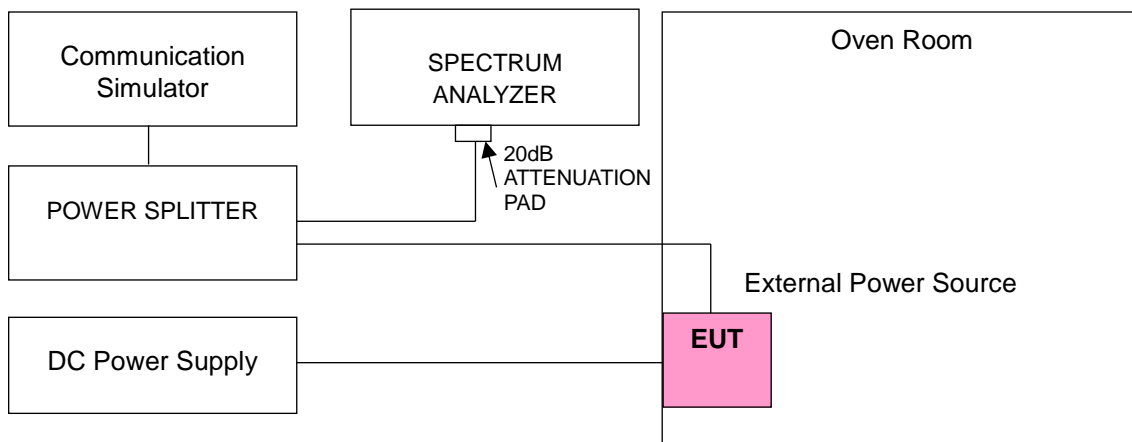 Communication
Simulator
SPECTRUM
ANALYZER
Oven Room
20dB
ATTENUATION
PAD
POWER SPLITTER
External Power Source
EUT
DC Power Supply